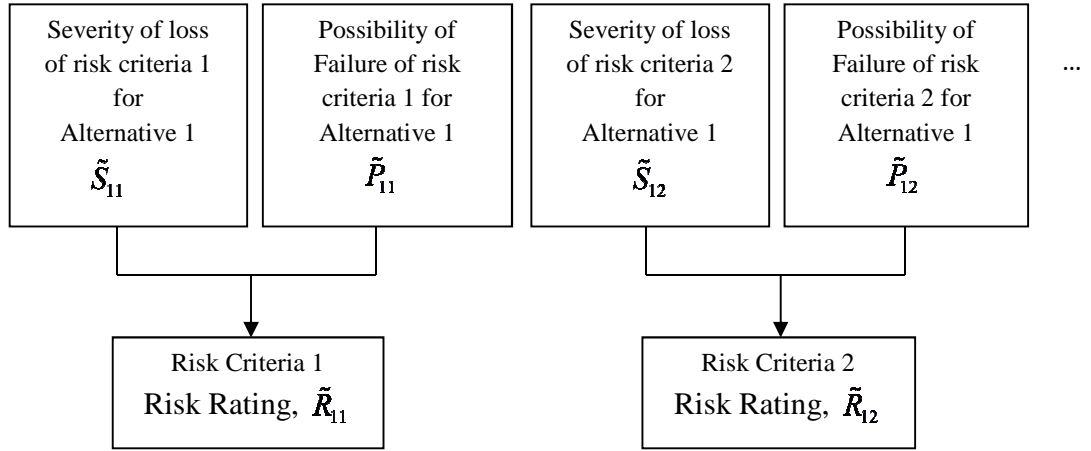 Severity of loss
of risk criteria 1
for
Alternative 1
S̃₁₁
Possibility of
Failure of risk
criteria 1 for
Alternative 1
P̃₁₁
Severity of loss
of risk criteria 2
for
Alternative 1
S̃₁₂
Possibility of
Failure of risk
criteria 2 for
Alternative 1
P̃₁₂
...
Risk Criteria 1
Risk Rating, R̃₁₁
Risk Criteria 2
Risk Rating, R̃₁₂